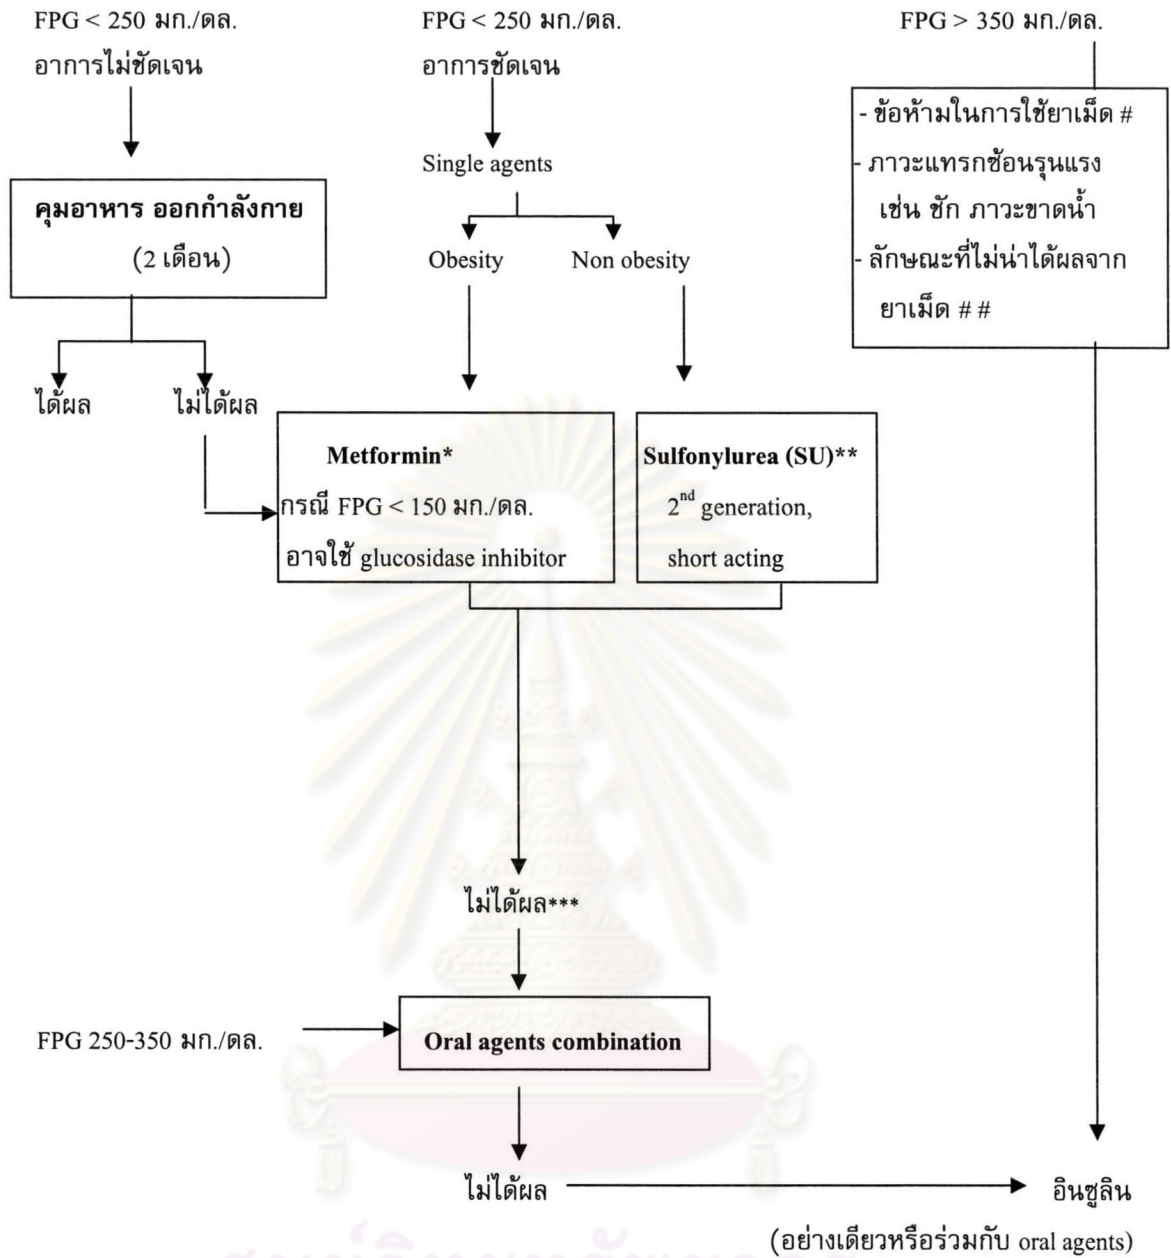 FPG < 250 มก./ดล.
อาการไม่ชัดเจน
คุมอาหาร ออกกำลังกาย
(2 เดือน)
ได้ผล
ไม่ได้ผล
FPG < 250 มก./ดล.
อาการชัดเจน
Single agents
Obesity
Non obesity
Metformin*
กรณี FPG < 150 มก./ดล.
อาจใช้ glucosidase inhibitor
Sulfonylurea (SU)**
2nd generation,
short acting
ไม่ได้ผล***
FPG 250-350 มก./ดล.
Oral agents combination
ไม่ได้ผล
FPG > 350 มก./ดล.
- ข้อห้ามในการใช้ยาเม็ด #
- ภาวะแทรกซ้อนรุนแรง
เช่น ชัก ภาวะขาดน้ำ
- ลักษณะที่ไม่น่าได้ผลจาก
ยาเม็ด # #
อินซูลิน
(อย่างเดียวหรือร่วมกับ oral agents)